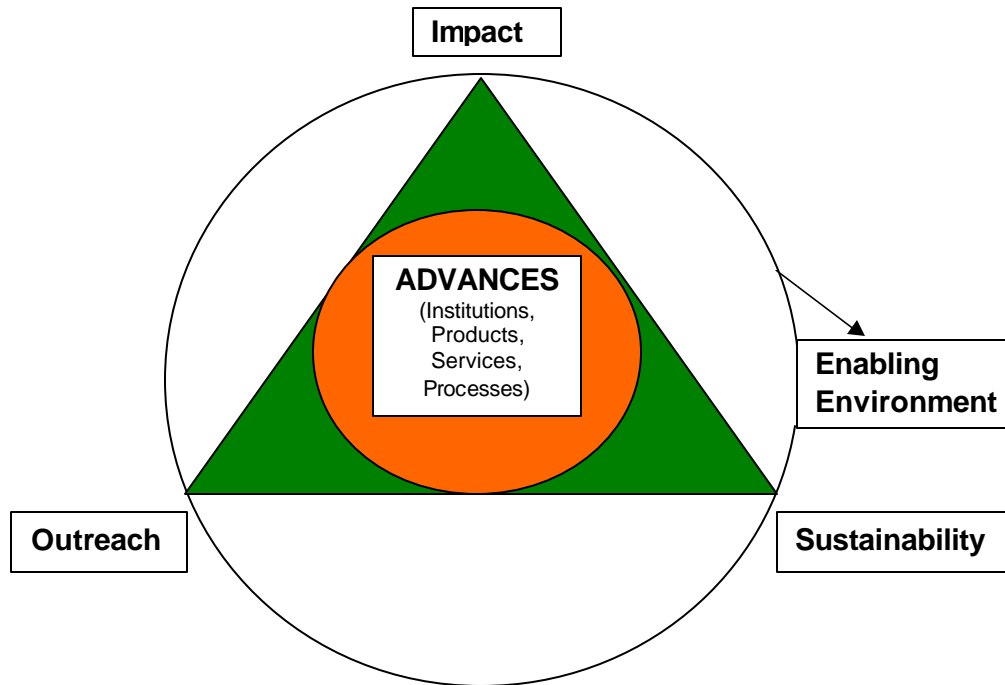 Impact
ADVANCES
(Institutions,
Products,
Services,
Processes)
Enabling
Environment
Outreach
Sustainability